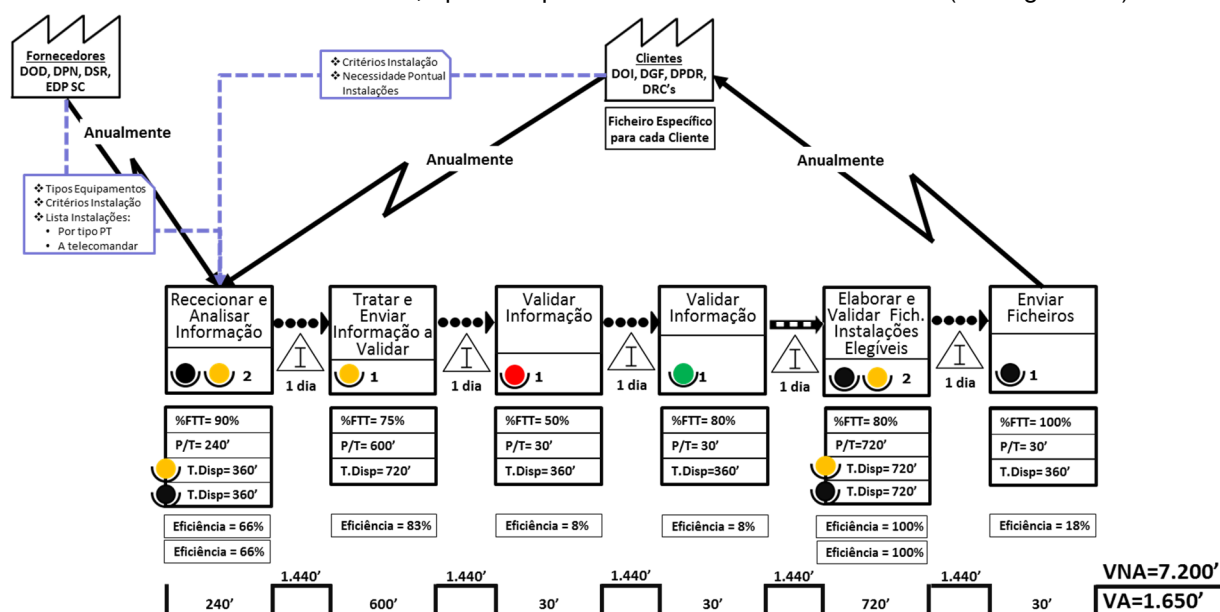 Fornecedores
DOD, DPN, DSR,
EDP SC
❖ Critérios Instalação
❖ Necessidade Pontual
Instalações
Clientes
DOI, DGF, DPDR,
DRC's
Ficheiro Específico
para cada Cliente
Anualmente
Anualmente
Anualmente
❖ Tipos Equipamentos
❖ Critérios Instalação
❖ Lista Instalações:
• Por tipo PT
• A telecomandar
Rececionar e
Analisar
Informação
2
I
1 dia
Tratar e
Enviar
Informação a
Validar
1
I
1 dia
Validar
Informação
1
I
1 dia
Validar
Informação
1
I
1 dia
Elaborar e
Validar Fich.
Instalações
Elegíveis
2
I
1 dia
Enviar
Ficheiros
1
%FTT= 90%
P/T= 240'
T.Disp= 360'
T.Disp= 360'
Eficiência = 66%
Eficiência = 66%
%FTT= 75%
P/T= 600'
T.Disp= 720'
Eficiência = 83%
%FTT= 50%
P/T= 30'
T.Disp= 360'
Eficiência = 8%
%FTT= 80%
P/T= 30'
T.Disp=360'
Eficiência = 8%
%FTT= 80%
P/T=720'
T.Disp= 720'
T.Disp= 720'
Eficiência = 100%
Eficiência = 100%
%FTT= 100%
P/T= 30'
T.Disp= 360'
Eficiência = 18%
1.440' 1.440' 1.440' 1.440' 1.440'
VNA=7.200'
240' 600' 30' 30' 720' 30'
VA=1.650'